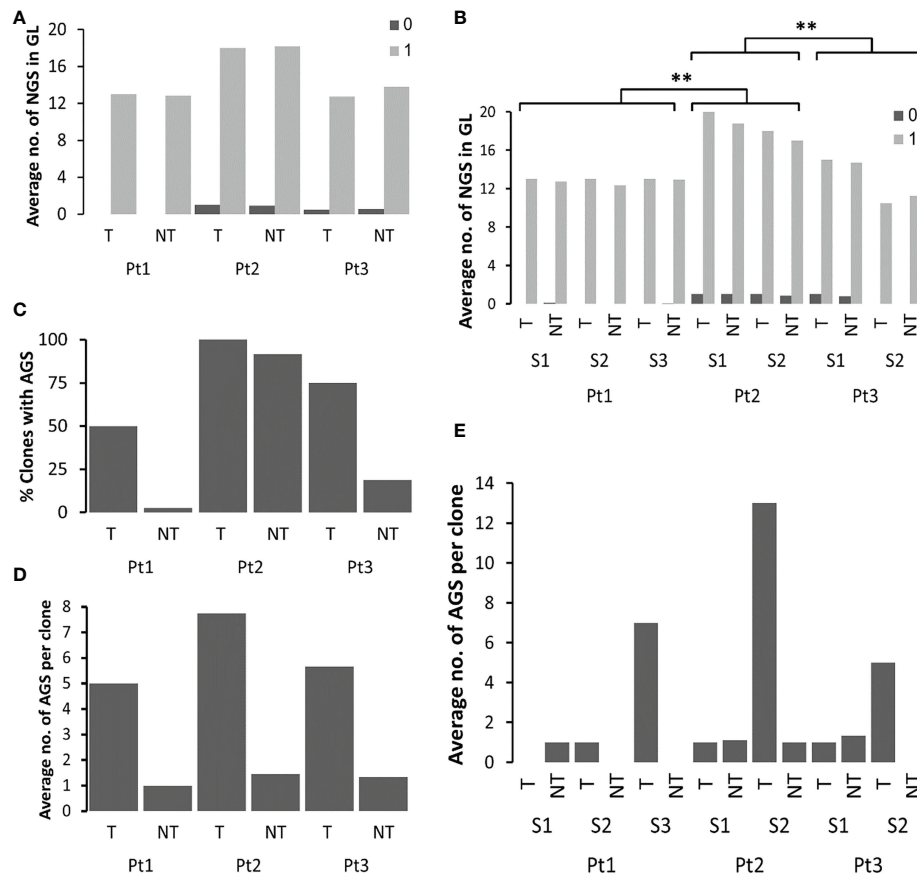 A
Average no. of NGS in GL
20
16
12
8
4
0
0
1
T NT T NT T NT
Pt1 Pt2 Pt3
B
**
**
Average no. of NGS in GL
20
16
12
8
4
0
0
1
T NT T NT T NT T NT T NT T NT T NT
S1 S2 S3 S1 S2 S1 S2
Pt1 Pt2 Pt3
C
% Clones with AGS
100
75
50
25
0
T NT T NT T NT
Pt1 Pt2 Pt3
D
Average no. of AGS per clone
8
7
6
5
4
3
2
1
0
T NT T NT T NT
Pt1 Pt2 Pt3
E
Average no. of AGS per clone
14
12
10
8
6
4
2
0
T NT T NT T NT T NT T NT T NT T NT
S1 S2 S3 S1 S2 S1 S2
Pt1 Pt2 Pt3